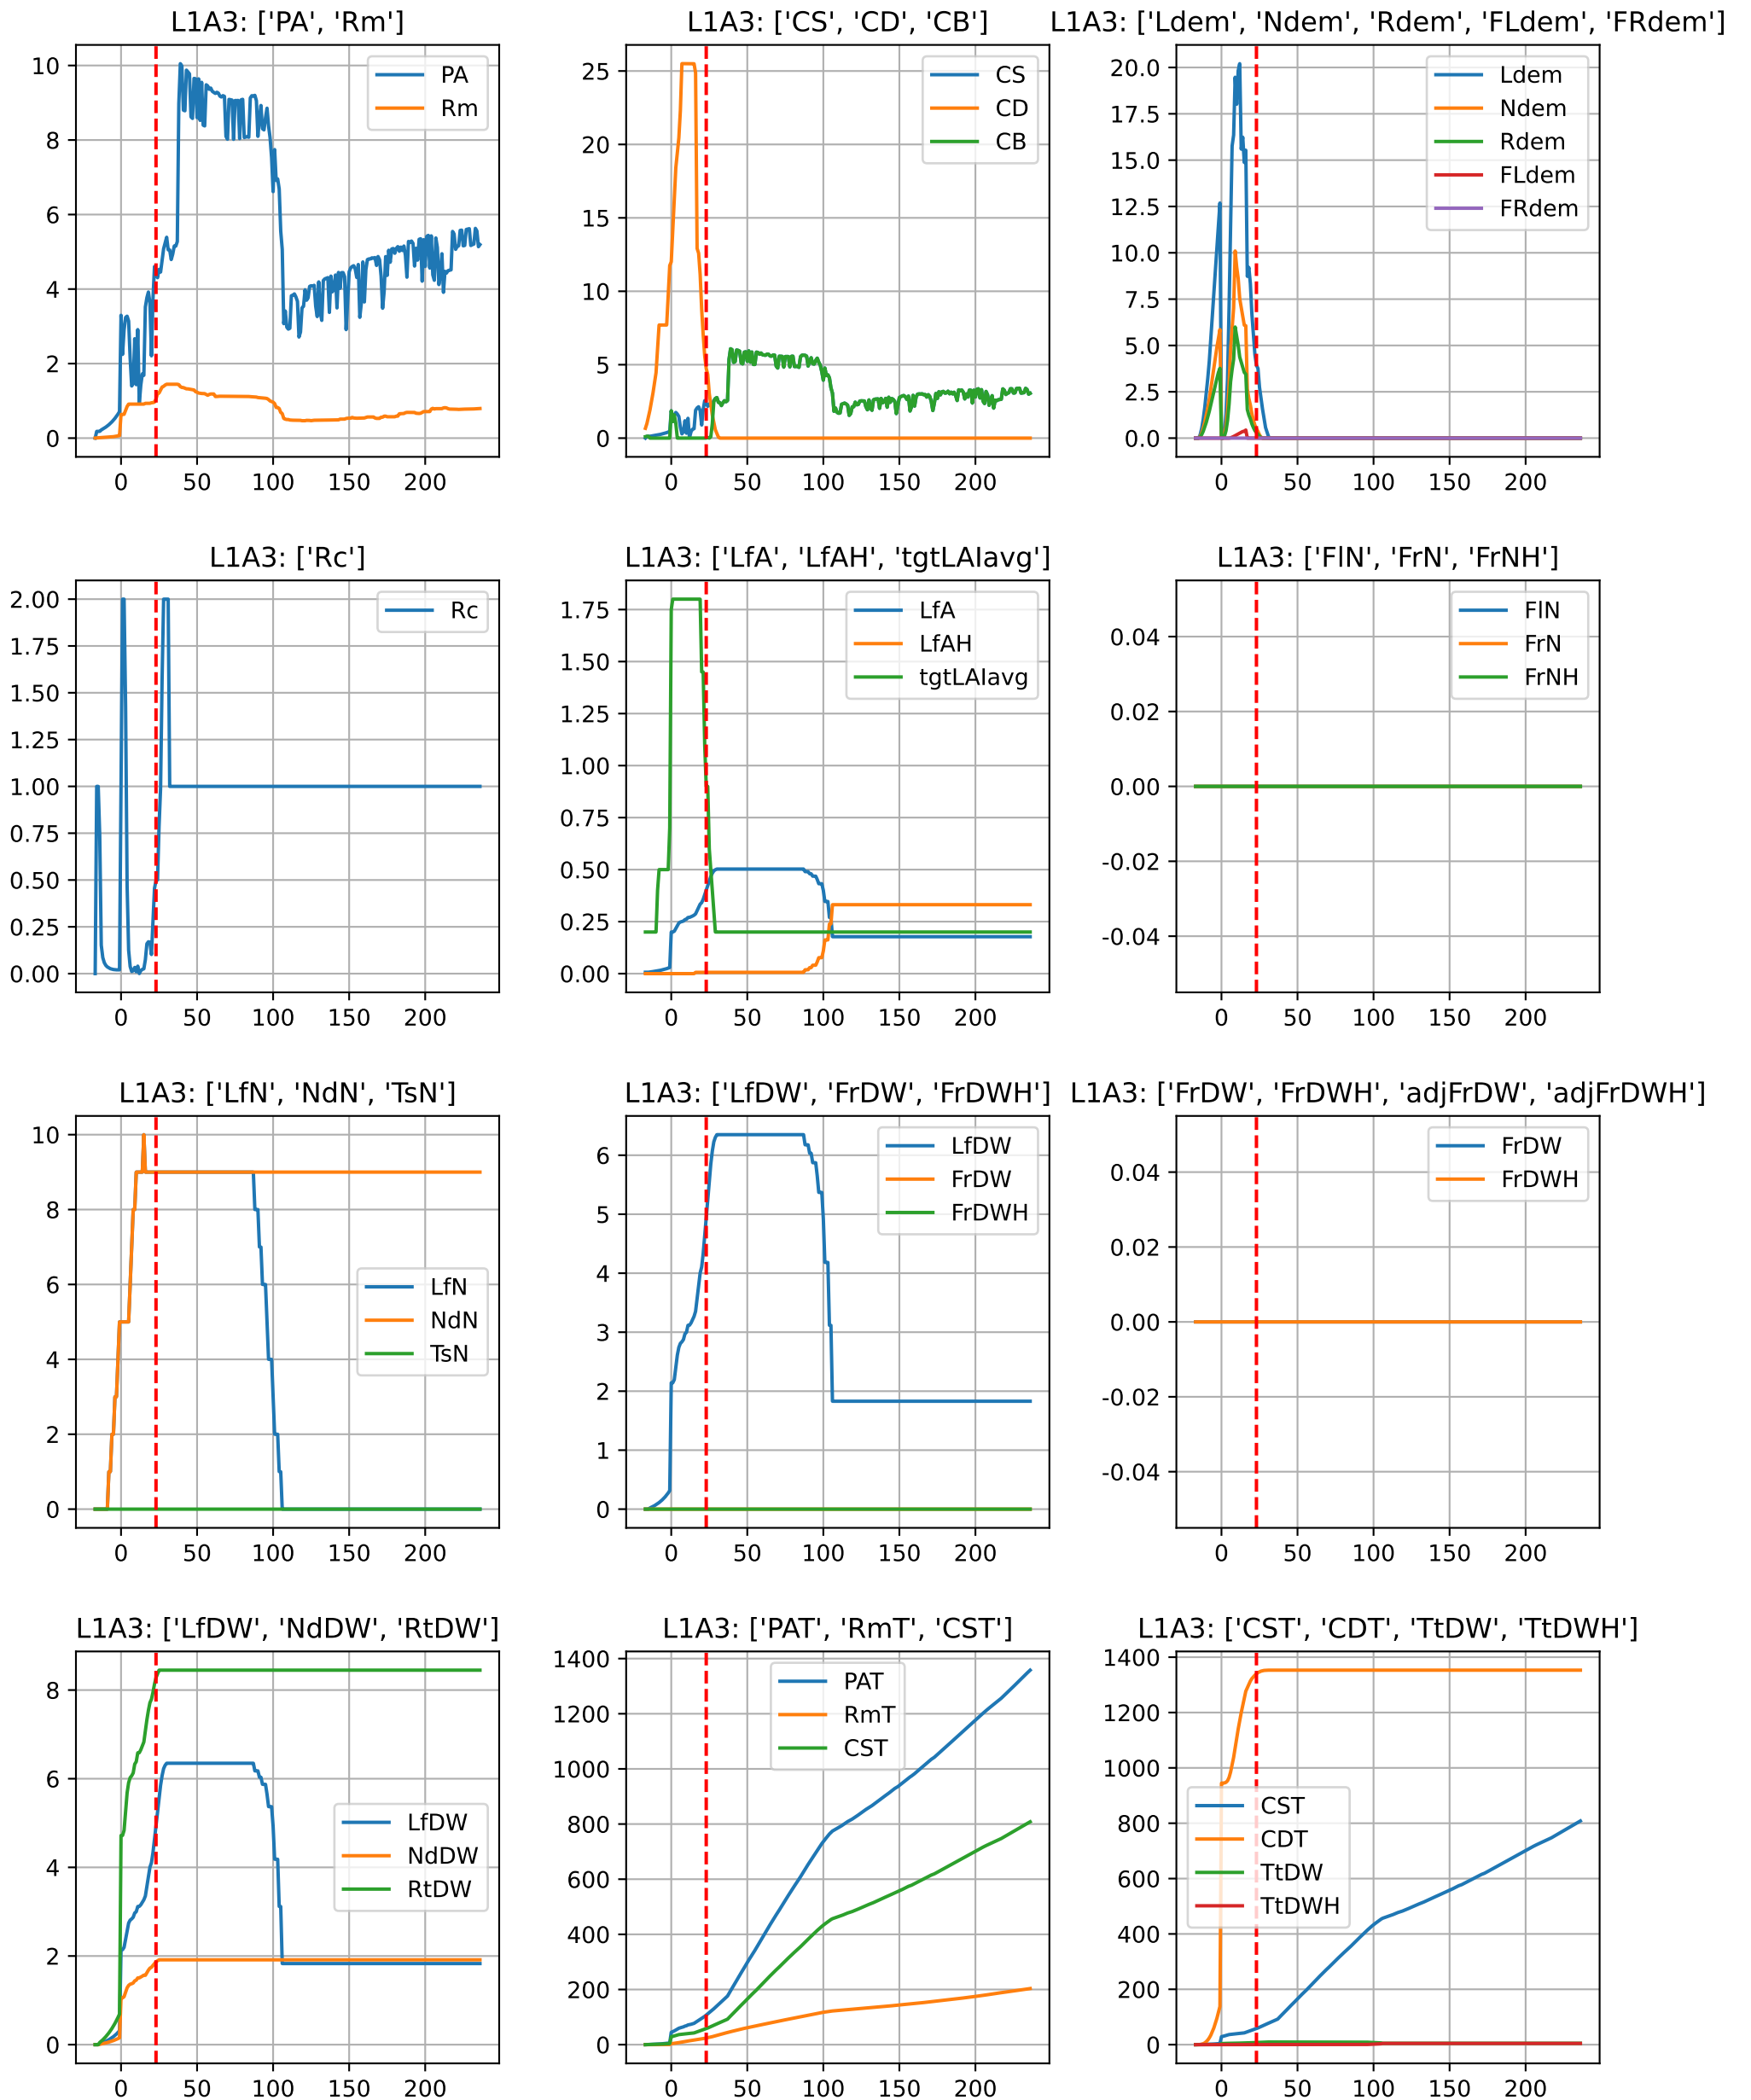 L1A3: ['PA', 'Rm']
10
8
6
4
2
0
0 50 100 150 200
PA
Rm
L1A3: ['CS', 'CD', 'CB']
25
20
15
10
5
0
0 50 100 150 200
CS
CD
CB
L1A3: ['Ldem', 'Ndem', 'Rdem', 'FLdem', 'FRdem']
20.0
17.5
15.0
12.5
10.0
7.5
5.0
2.5
0.0
0 50 100 150 200
Ldem
Ndem
Rdem
FLdem
FRdem
L1A3: ['Rc']
2.00
1.75
1.50
1.25
1.00
0.75
0.50
0.25
0.00
0 50 100 150 200
Rc
L1A3: ['LfA', 'LfAH', 'tgtLAIavg']
1.75
1.50
1.25
1.00
0.75
0.50
0.25
0.00
0 50 100 150 200
LfA
LfAH
tgtLAIavg
L1A3: ['FlN', 'FrN', 'FrNH']
0.04
0.02
0.00
-0.02
-0.04
0 50 100 150 200
FlN
FrN
FrNH
L1A3: ['LfN', 'NdN', 'TsN']
10
8
6
4
2
0
0 50 100 150 200
LfN
NdN
TsN
L1A3: ['LfDW', 'FrDW', 'FrDWH']
6
5
4
3
2
1
0
0 50 100 150 200
LfDW
FrDW
FrDWH
L1A3: ['FrDW', 'FrDWH', 'adjFrDW', 'adjFrDWH']
0.04
0.02
0.00
-0.02
-0.04
0 50 100 150 200
FrDW
FrDWH
L1A3: ['LfDW', 'NdDW', 'RtDW']
8
6
4
2
0
0 50 100 150 200
LfDW
NdDW
RtDW
L1A3: ['PAT', 'RmT', 'CST']
1400
1200
1000
800
600
400
200
0
0 50 100 150 200
PAT
RmT
CST
L1A3: ['CST', 'CDT', 'TtDW', 'TtDWH']
1400
1200
1000
800
600
400
200
0
0 50 100 150 200
CST
CDT
TtDW
TtDWH